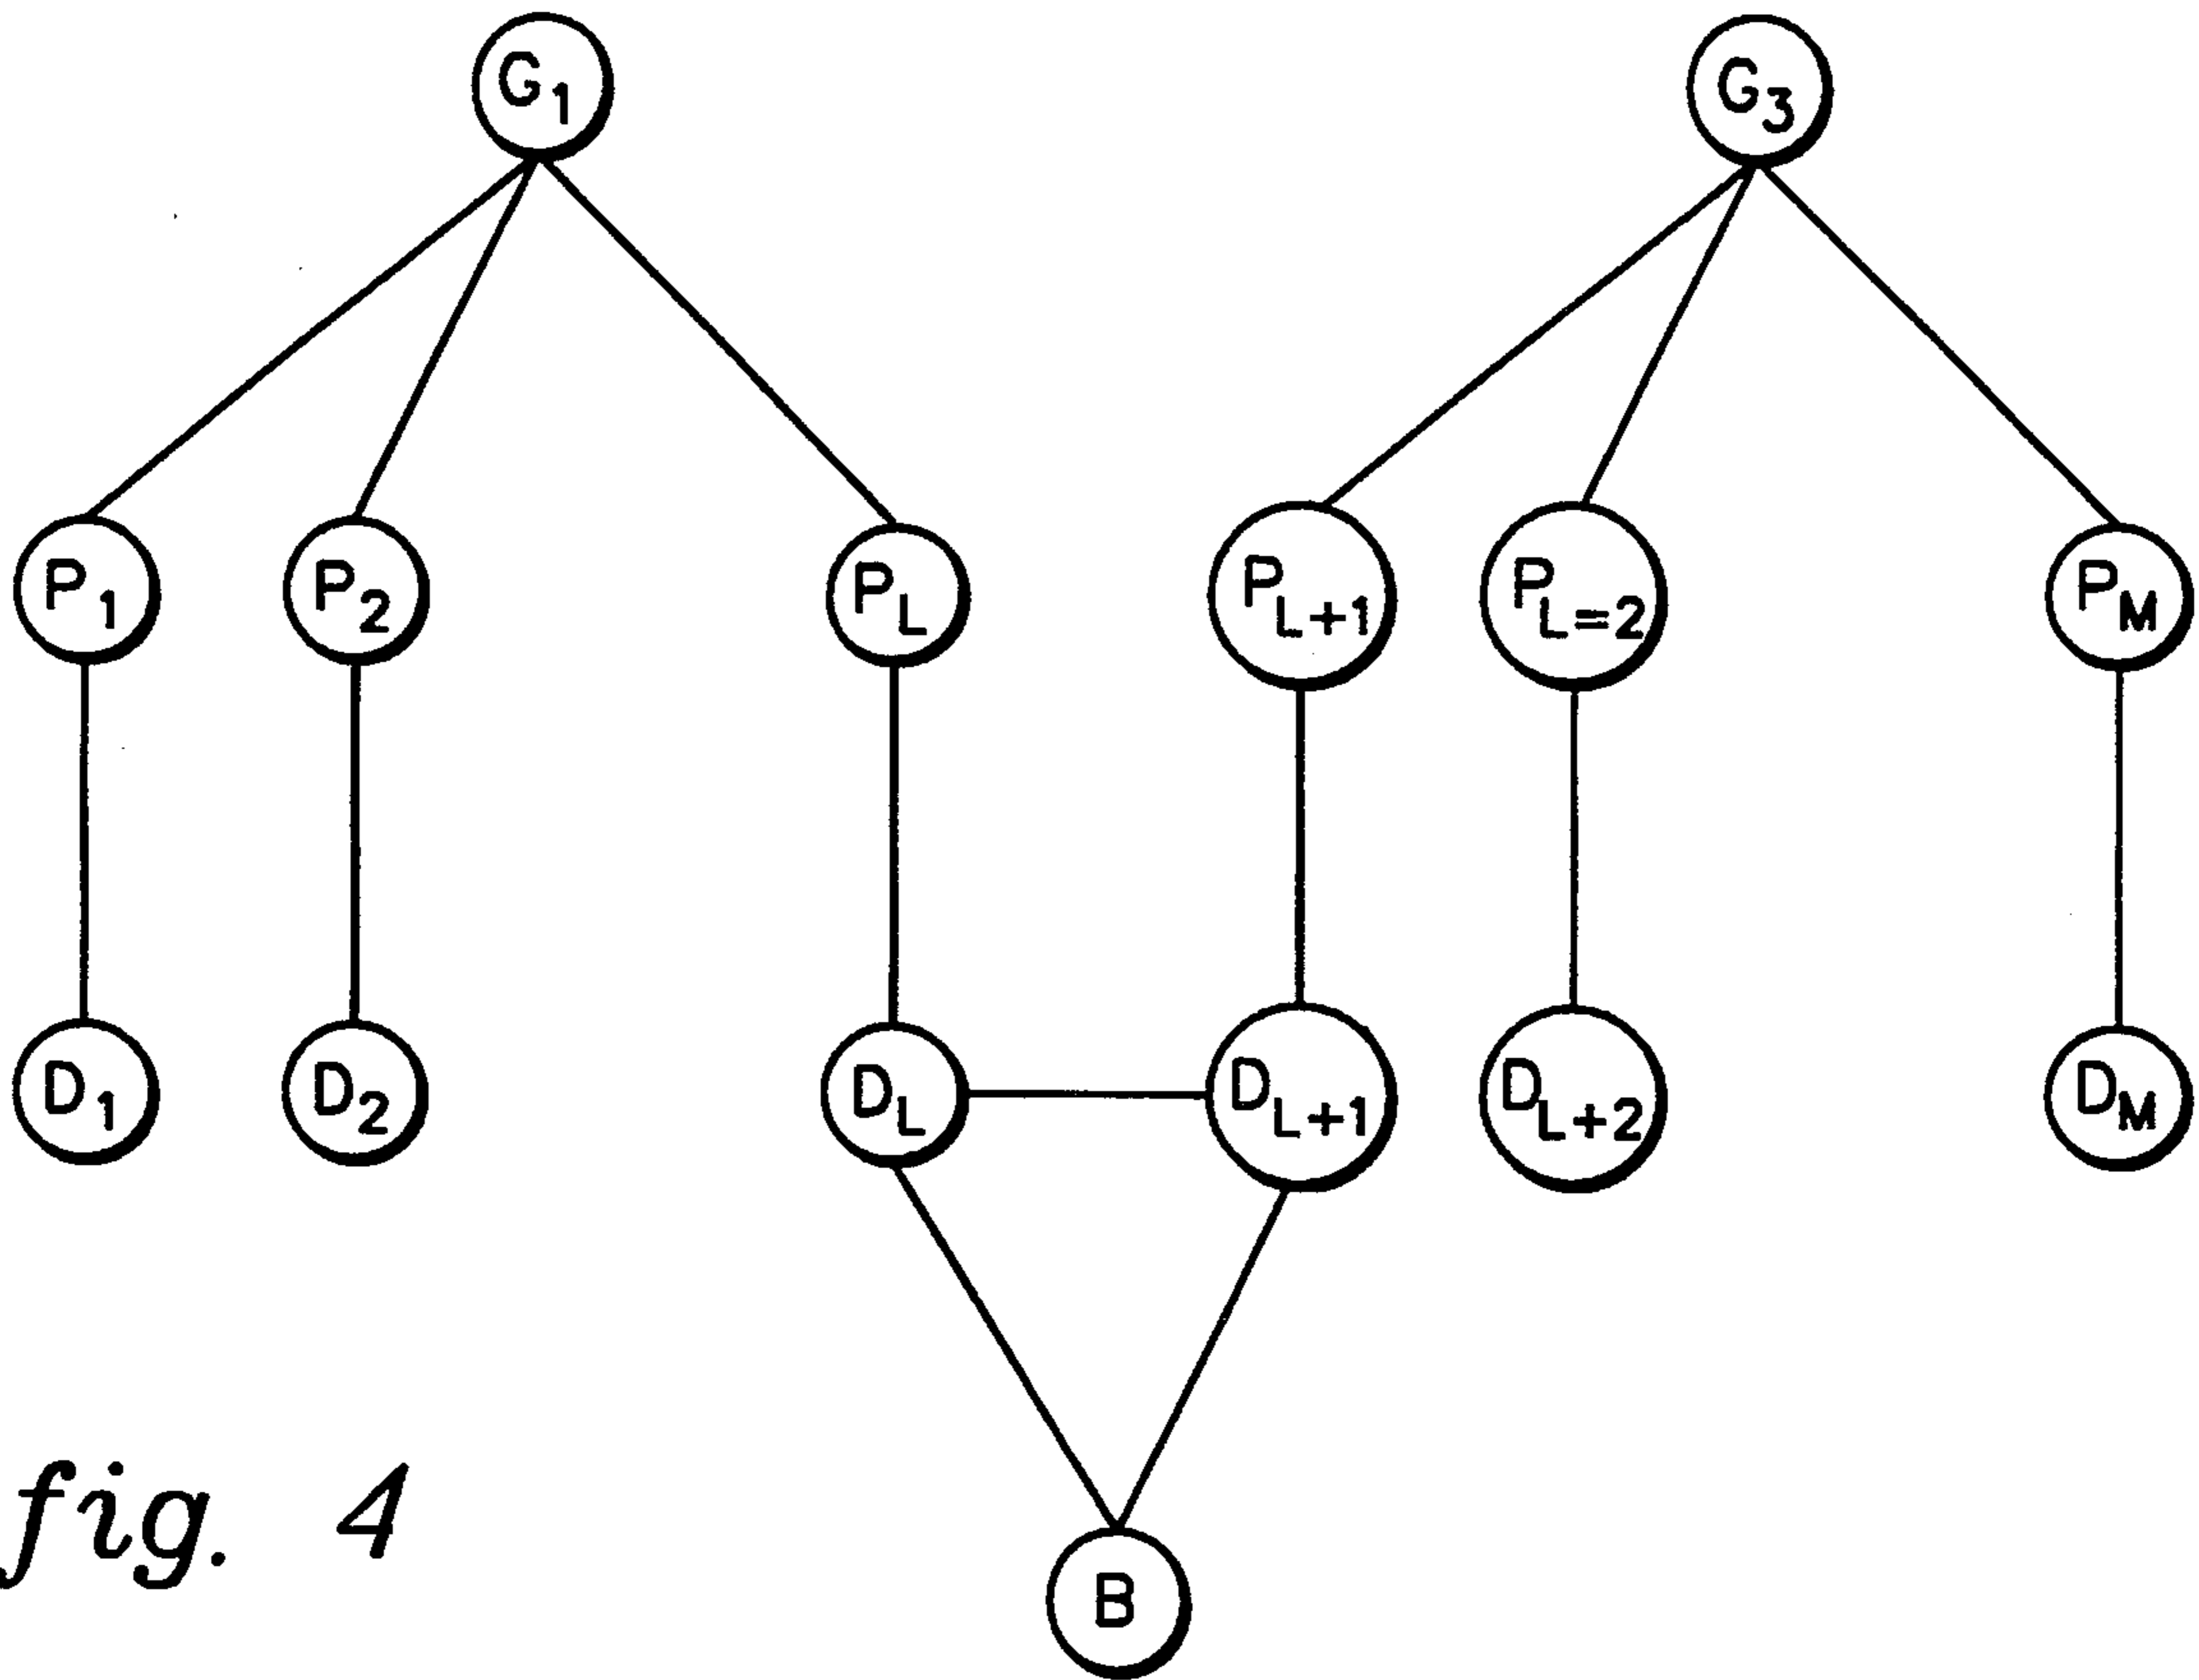 G1 G3
P1 P2 PL PL+1 PL=2 PM
D1 D2 DL DL+1 DL+2 DM
B
fig. 4